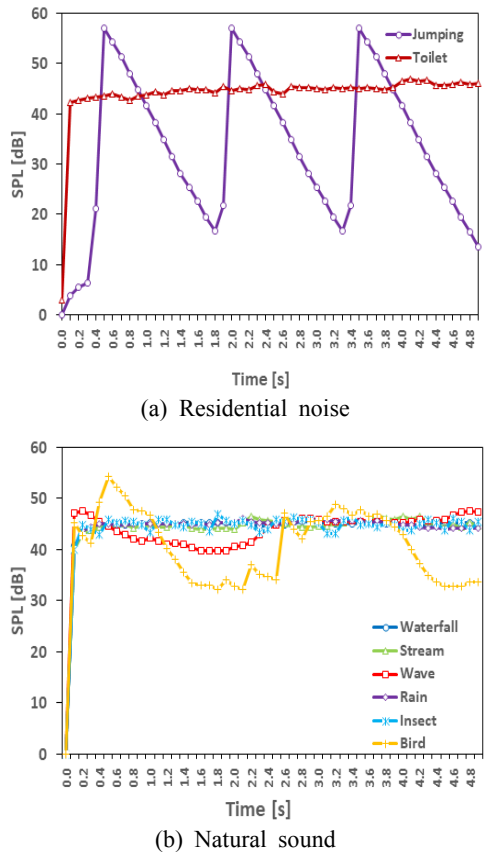 60
50
40
30
20
10
0
SPL [dB]
Jumping
Toilet
0.0 0.2 0.4 0.6 0.8 1.0 1.2 1.4 1.6 1.8 2.0 2.2 2.4 2.6 2.8 3.0 3.2 3.4 3.6 3.8 4.0 4.2 4.4 4.6 4.8
Time [s]
(a) Residential noise
60
50
40
30
20
10
0
SPL [dB]
Waterfall
Stream
Wave
Rain
Insect
Bird
0.0 0.2 0.4 0.6 0.8 1.0 1.2 1.4 1.6 1.8 2.0 2.2 2.4 2.6 2.8 3.0 3.2 3.4 3.6 3.8 4.0 4.2 4.4 4.6 4.8
Time [s]
(b) Natural sound